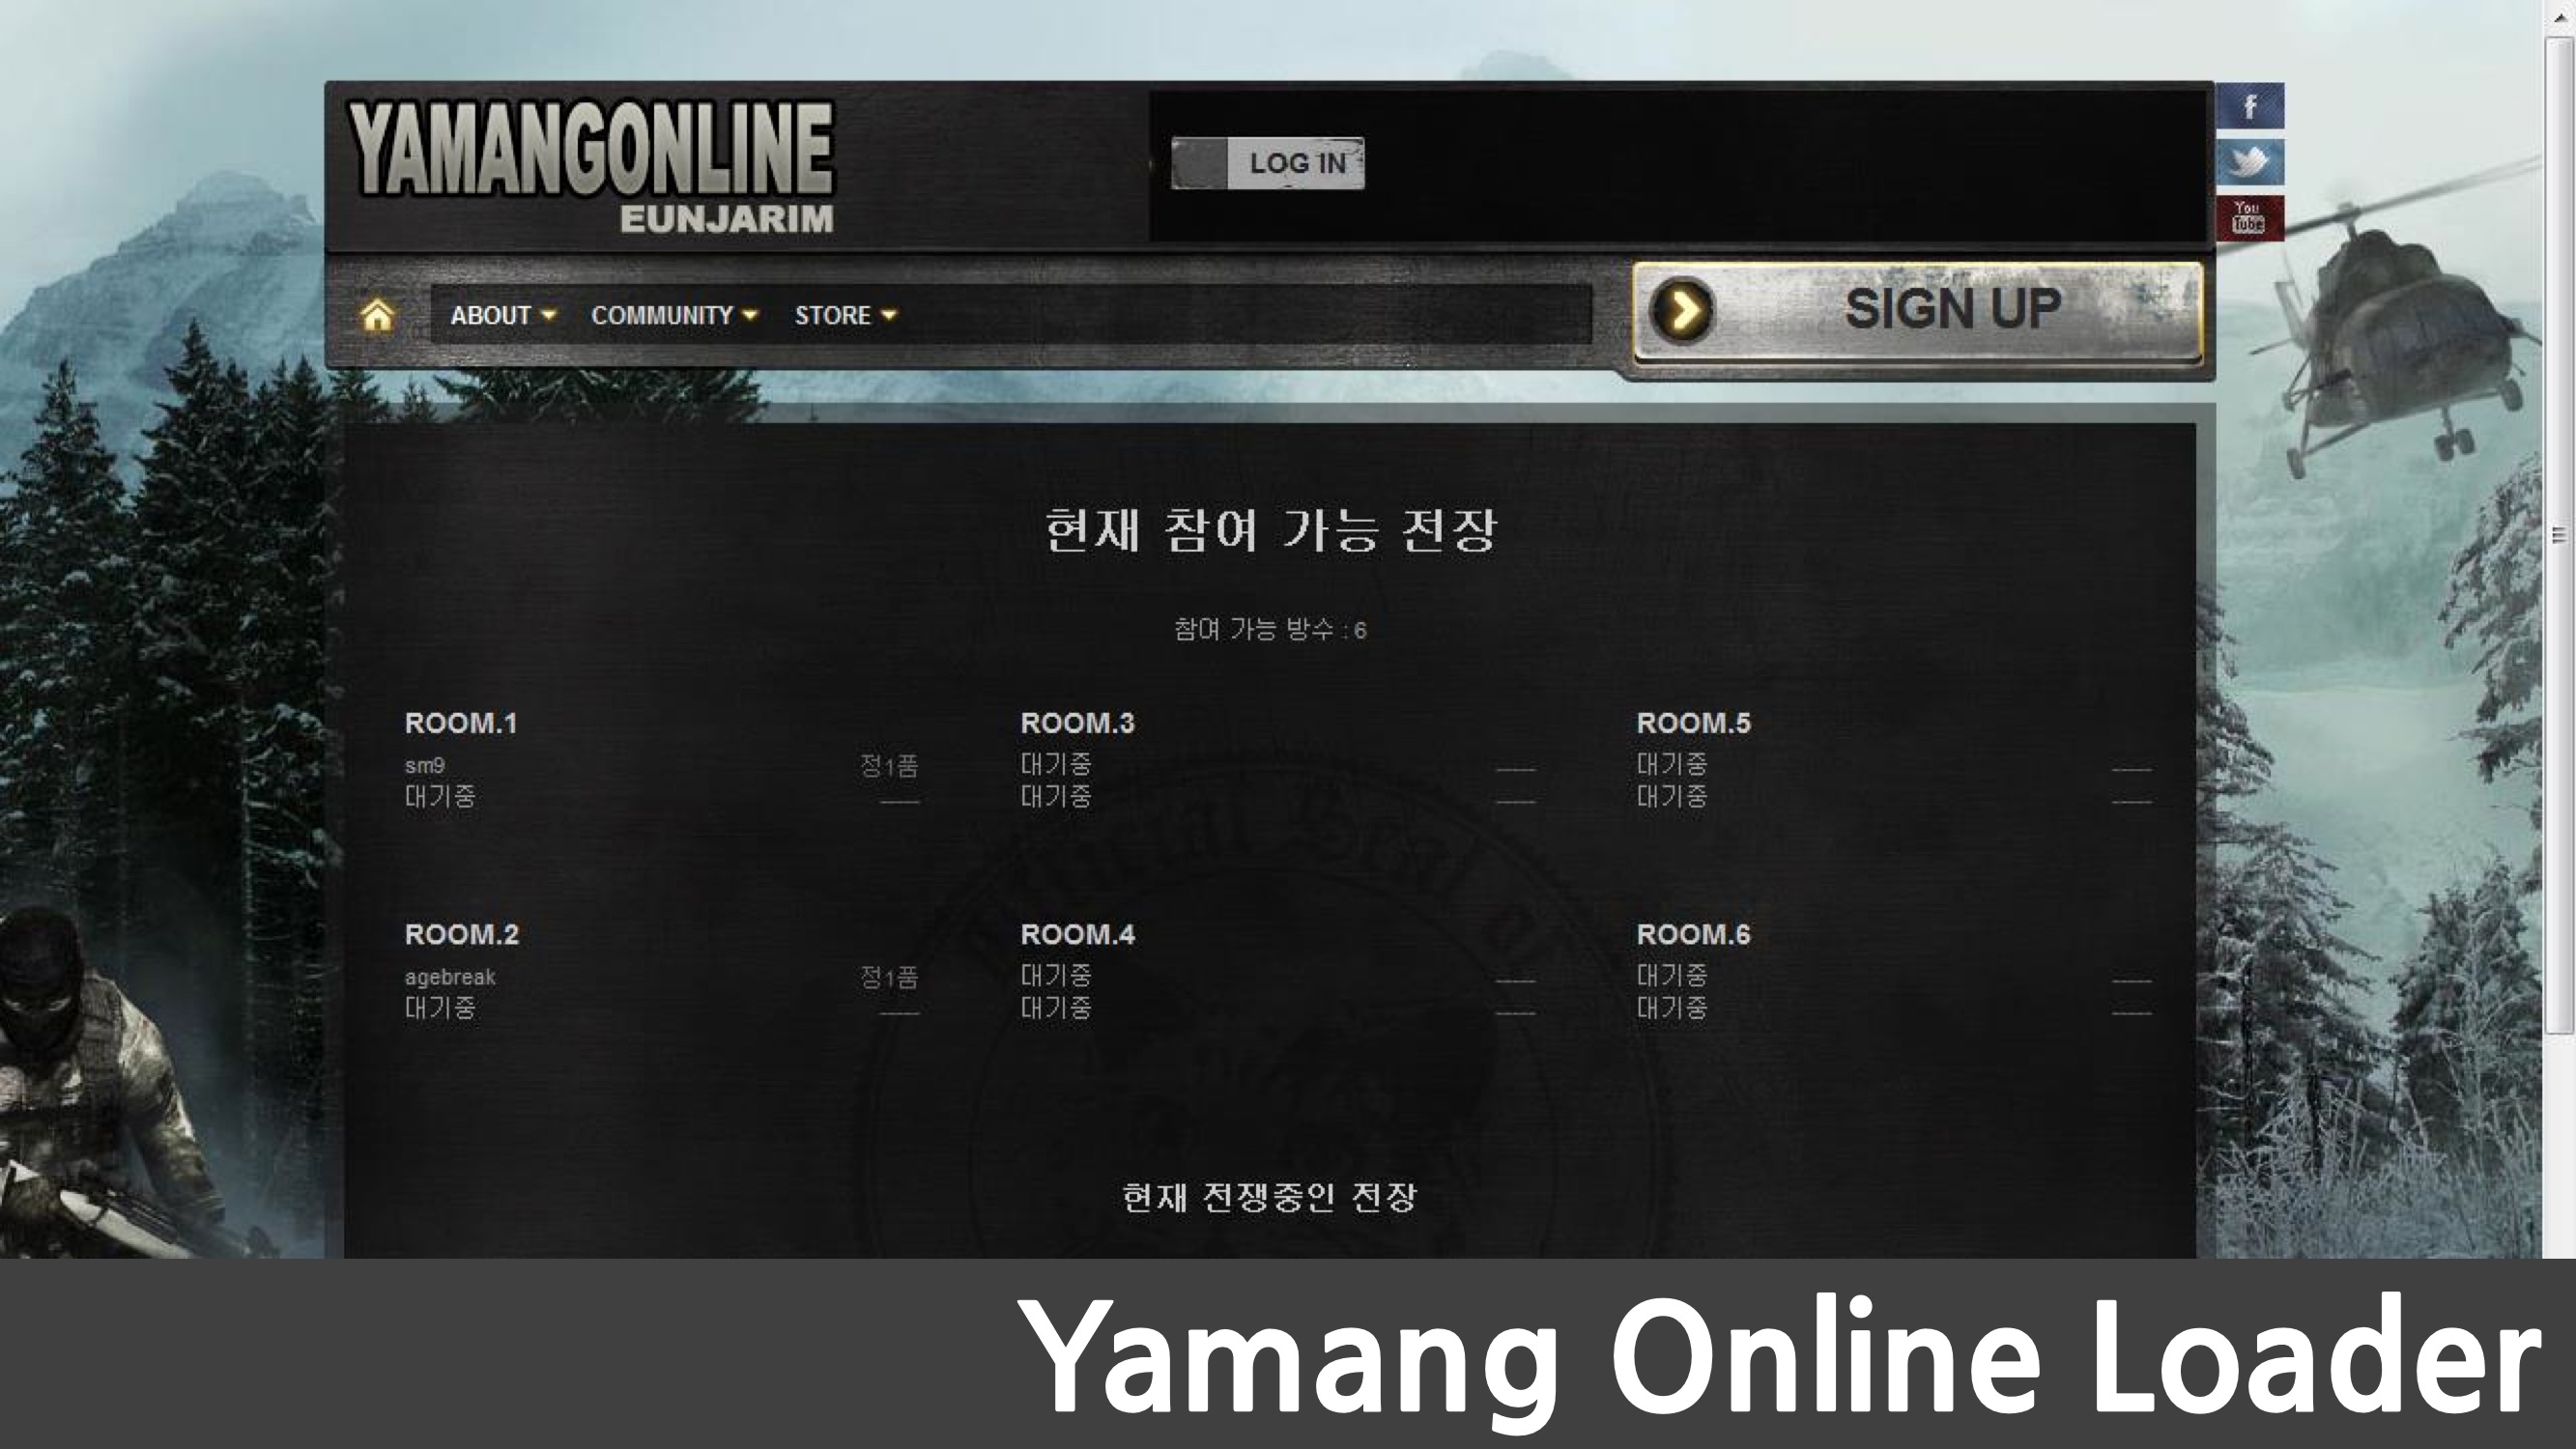 YAMANGONLINE
EUNJARIM
LOG IN
f
You
Tube
ABOUT COMMUNITY STORE
SIGN UP
현재 참여 가능 전장
참여 가능 방수 : 6
ROOM.1
sm9 정1품
대기중 ----
ROOM.3
대기중 ----
대기중 ----
ROOM.5
대기중 ----
대기중 ----
ROOM.2
agebreak 정1품
대기중 ----
ROOM.4
대기중 ----
대기중 ----
ROOM.6
대기중 ----
대기중 ----
Official Seal of
현재 전쟁중인 전장
Yamang Online Loader